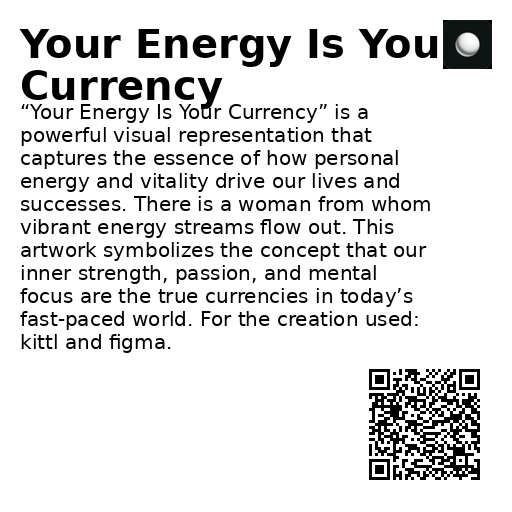 Your Energy Is You
Currency
“Your Energy Is Your Currency” is a
powerful visual representation that
captures the essence of how personal
energy and vitality drive our lives and
successes. There is a woman from whom
vibrant energy streams flow out. This
artwork symbolizes the concept that our
inner strength, passion, and mental
focus are the true currencies in today’s
fast-paced world. For the creation used:
kittl and figma.